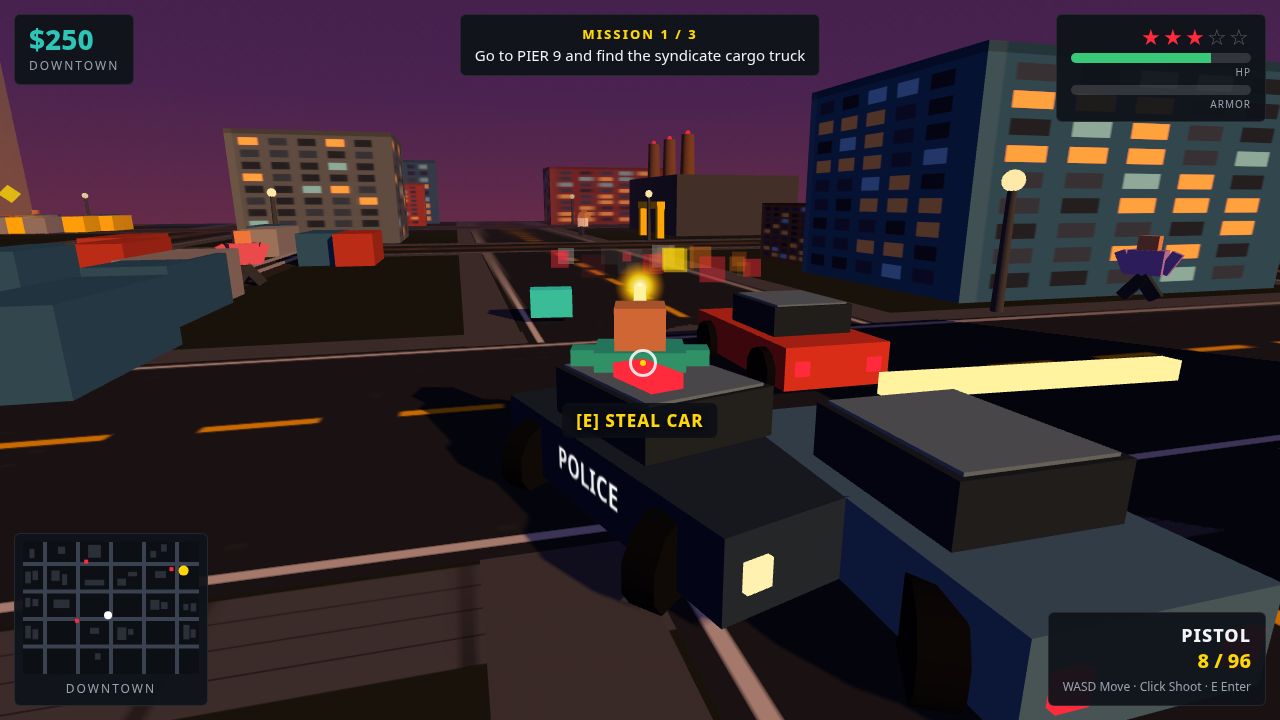 $250
DOWNTOWN
MISSION 1 / 3
Go to PIER 9 and find the syndicate cargo truck
HP
ARMOR
[E] STEAL CAR
POLICE
DOWNTOWN
PISTOL
8 / 96
WASD Move · Click Shoot · E Enter